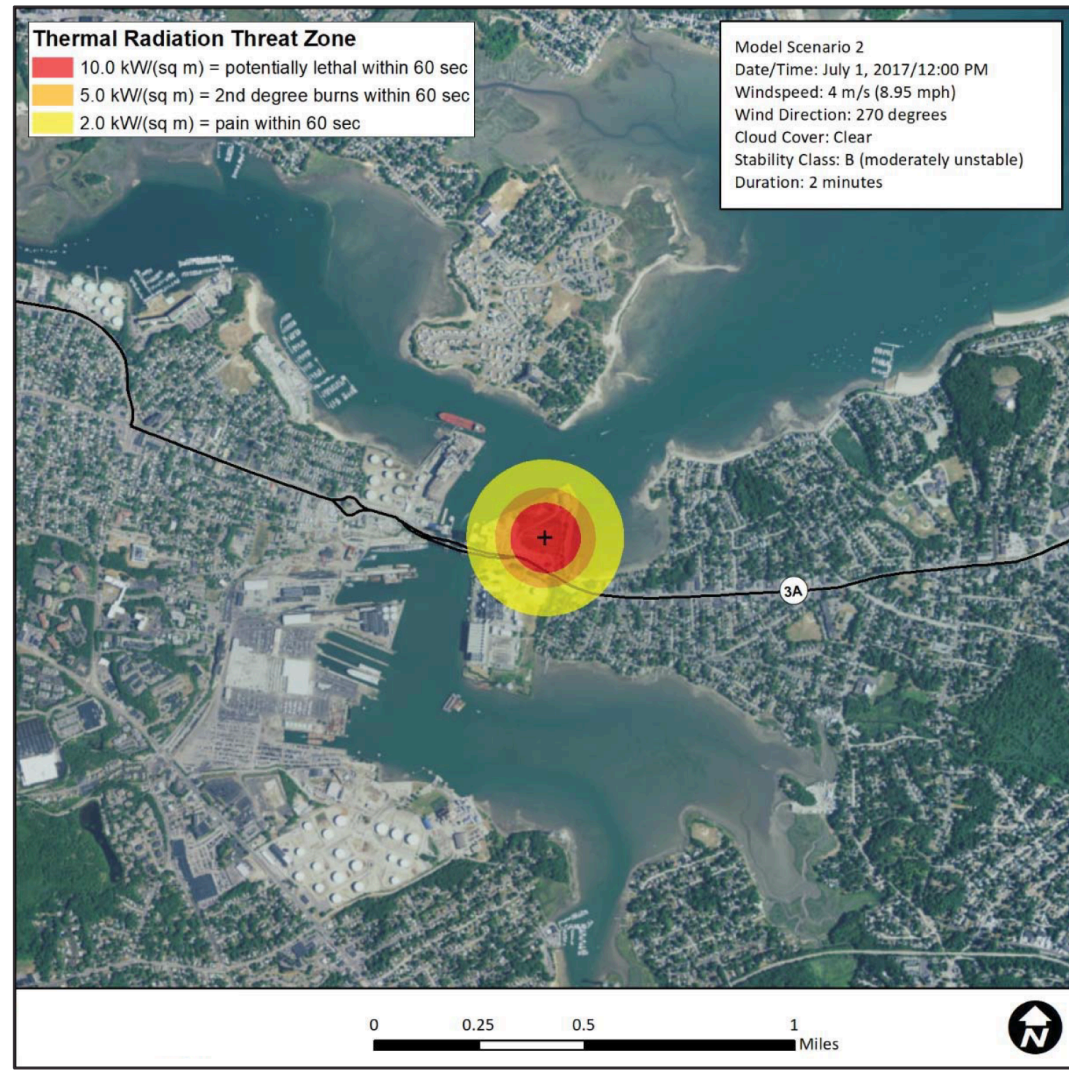 Thermal Radiation Threat Zone
10.0 kW/(sq m) = potentially lethal within 60 sec
5.0 kW/(sq m) = 2nd degree burns within 60 sec
2.0 kW/(sq m) = pain within 60 sec
Model Scenario 2
Date/Time: July 1, 2017/12:00 PM
Windspeed: 4 m/s (8.95 mph)
Wind Direction: 270 degrees
Cloud Cover: Clear
Stability Class: B (moderately unstable)
Duration: 2 minutes
3A
0 0.25 0.5 1
Miles
N